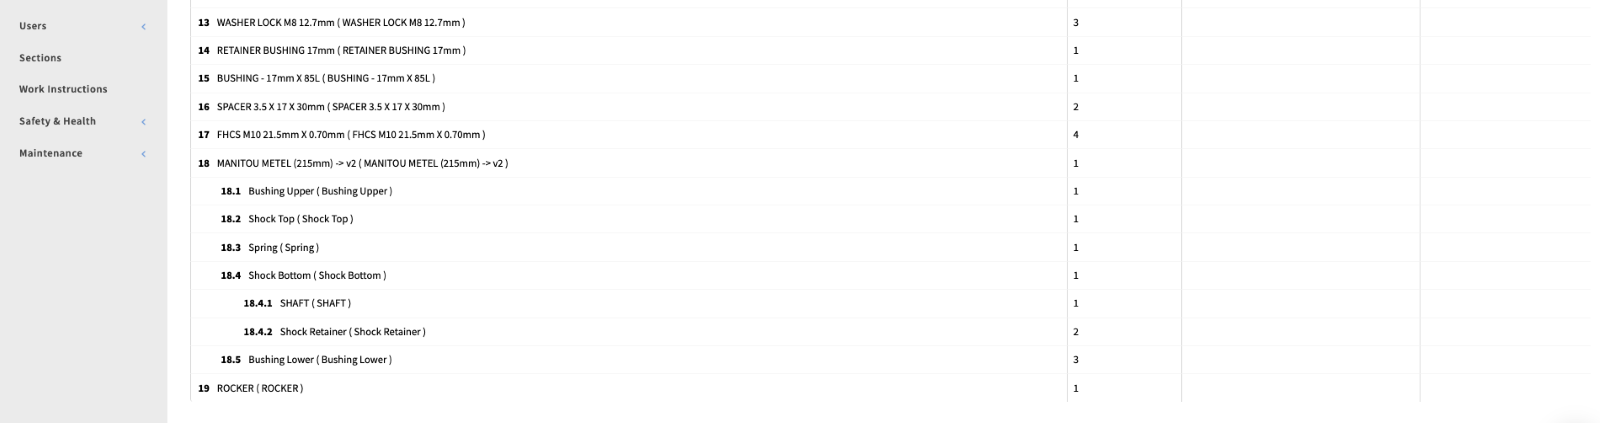 Users
Sections
Work Instructions
Safety & Health
Maintenance
13 WASHER LOCK M8 12.7mm ( WASHER LOCK M8 12.7mm ) 3
14 RETAINER BUSHING 17mm ( RETAINER BUSHING 17mm ) 1
15 BUSHING - 17mm X 85L ( BUSHING - 17mm X 85L ) 1
16 SPACER 3.5 X 17 X 30mm ( SPACER 3.5 X 17 X 30mm ) 2
17 FHCS M10 21.5mm X 0.70mm ( FHCS M10 21.5mm X 0.70mm ) 4
18 MANITOU METEL (215mm) -> v2 ( MANITOU METEL (215mm) -> v2 ) 1
18.1 Bushing Upper ( Bushing Upper ) 1
18.2 Shock Top ( Shock Top ) 1
18.3 Spring ( Spring ) 1
18.4 Shock Bottom ( Shock Bottom ) 1
18.4.1 SHAFT ( SHAFT ) 1
18.4.2 Shock Retainer ( Shock Retainer ) 2
18.5 Bushing Lower ( Bushing Lower ) 3
19 ROCKER ( ROCKER ) 1